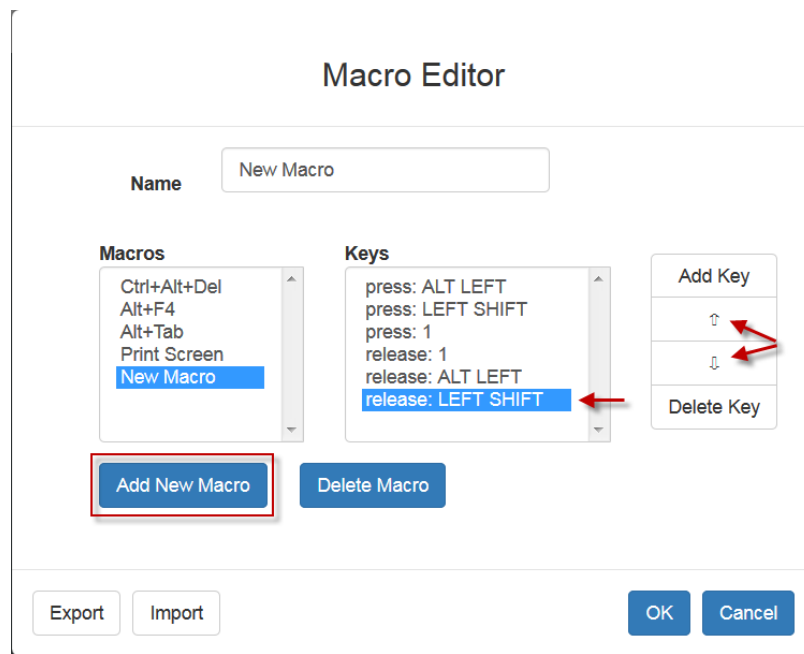 Macro Editor
Name
New Macro
Macros
Keys
Ctrl+Alt+Del
Alt+F4
Alt+Tab
Print Screen
New Macro
press: ALT LEFT
press: LEFT SHIFT
press: 1
release: 1
release: ALT LEFT
release: LEFT SHIFT
Add Key
⇧
⇩
Delete Key
Add New Macro
Delete Macro
Export
Import
OK
Cancel